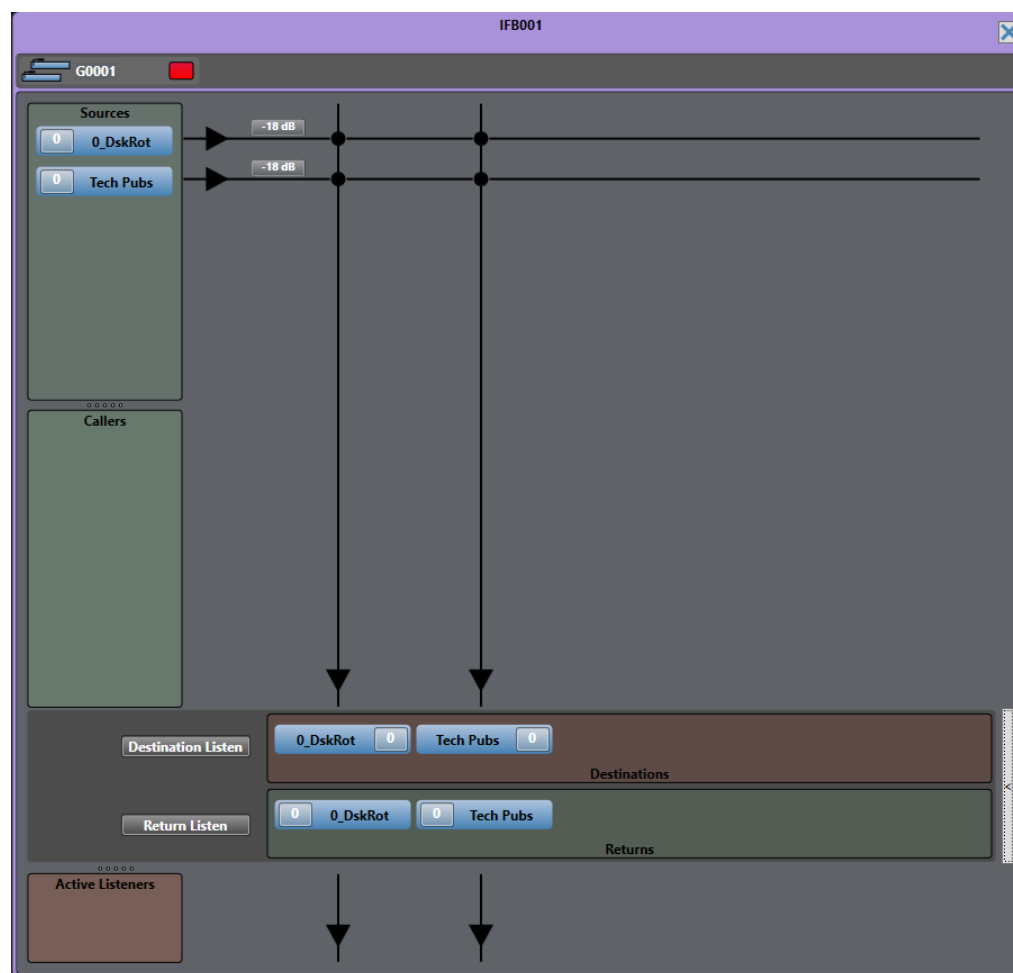 IFB001
G0001
Sources
0 0_DskRot
-18 dB
0 Tech Pubs
-18 dB
Callers
Destination Listen
0_DskRot 0
Tech Pubs 0
Destinations
Return Listen
0 0_DskRot
0 Tech Pubs
Returns
Active Listeners